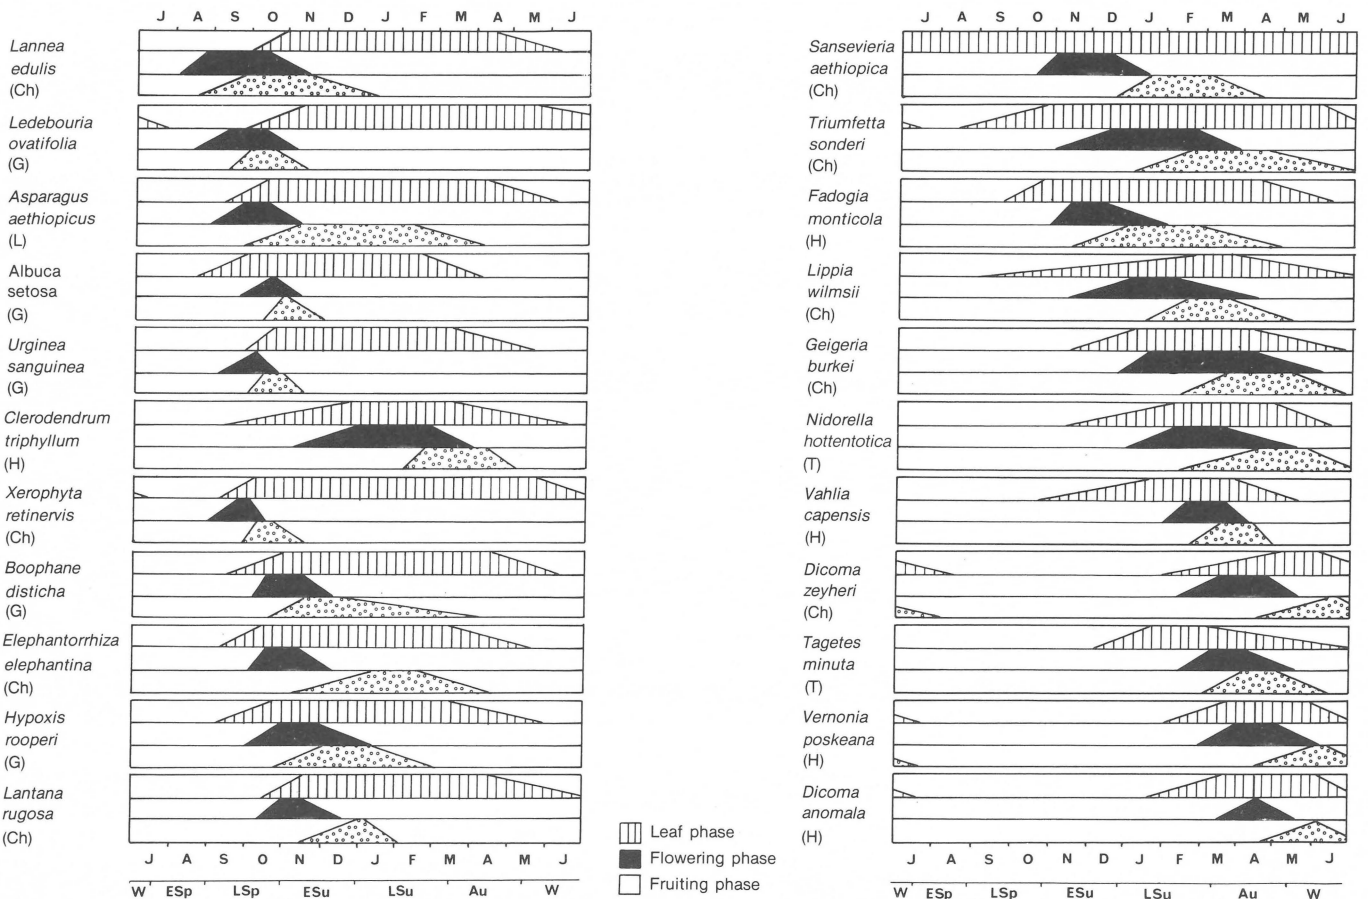 J A S O N D J F M A M J
Lannea
edulis
(Ch)
Ledebouria
ovatifolia
(G)
Asparagus
aethiopicus
(L)
Albuca
setosa
(G)
Urginea
sanguinea
(G)
Clerodendrum
triphyllum
(H)
Xerophyta
retinervis
(Ch)
Boophane
disticha
(G)
Elephantorrhiza
elephantina
(Ch)
Hypoxis
rooperi
(G)
Lantana
rugosa
(Ch)
J A S O N D J F M A M J
W ESp LSp ESu LSu Au W
Leaf phase
Flowering phase
Fruiting phase
J A S O N D J F M A M J
Sansevieria
aethiopica
(Ch)
Triumfetta
sonderi
(Ch)
Fadogia
monticola
(H)
Lippia
wilmsii
(Ch)
Geigeria
burkei
(Ch)
Nidorella
hottentotica
(T)
Vahlia
capensis
(H)
Dicoma
zeyheri
(Ch)
Tagetes
minuta
(T)
Vernonia
poskeana
(H)
Dicoma
anomala
(H)
J A S O N D J F M A M J
W ESp LSp ESu LSu Au W